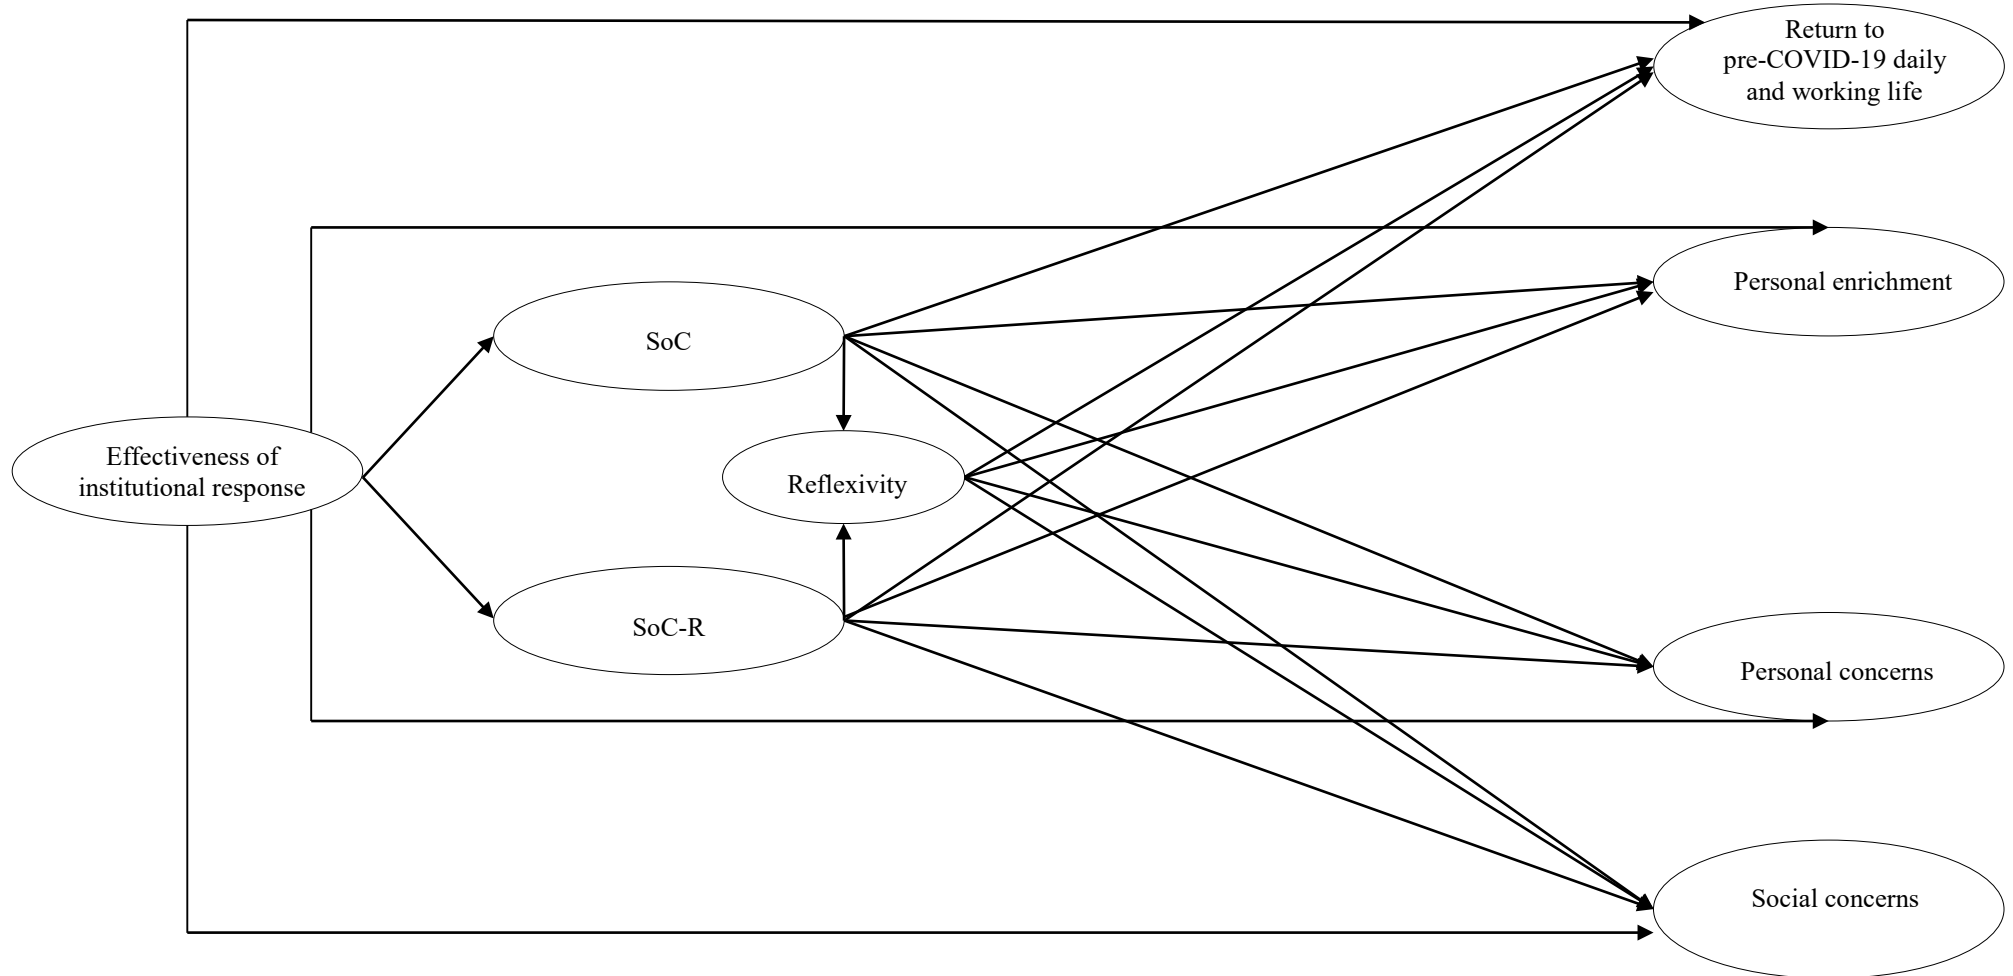 Return to
pre-COVID-19 daily
and working life
Personal enrichment
SoC
Effectiveness of
institutional response
Reflexivity
SoC-R
Personal concerns
Social concerns